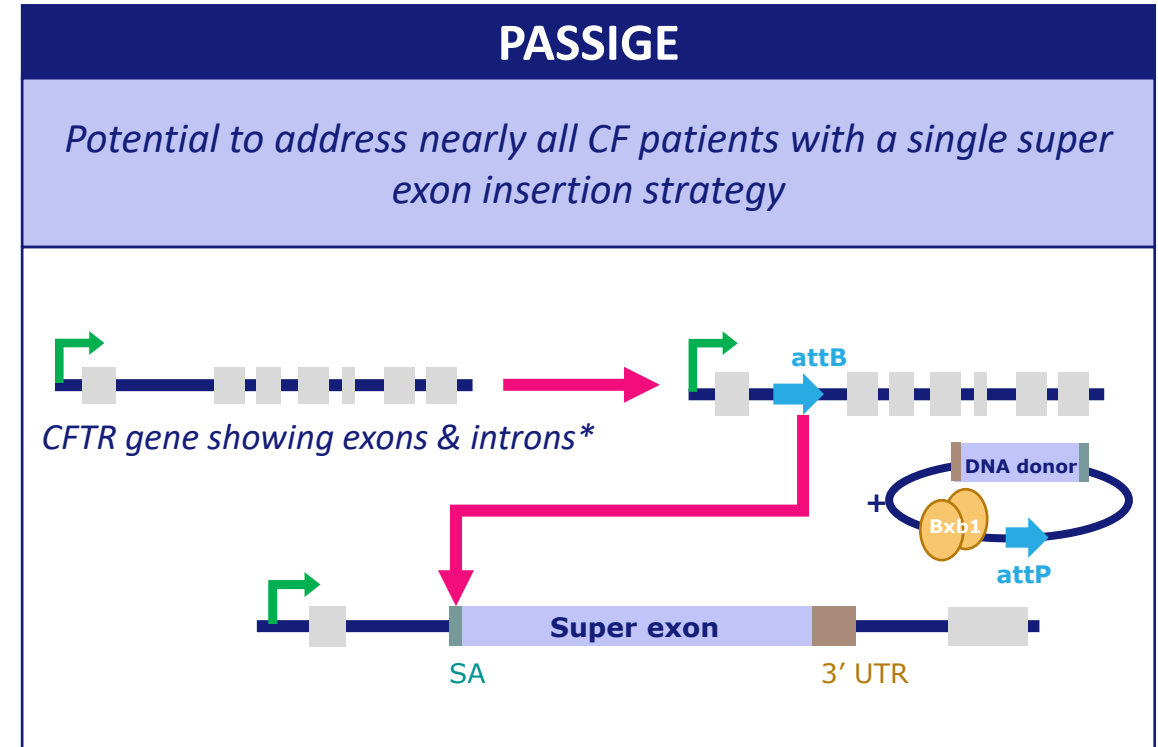 PASSIGE
Potential to address nearly all CF patients with a single super
exon insertion strategy
attB
CFTR gene showing exons & introns*
DNA donor
+
Bxb1
attP
Super exon
SA
3’ UTR